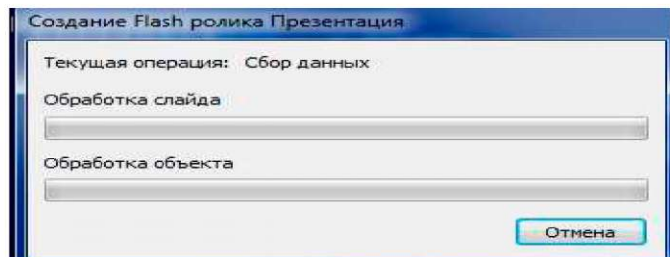 Создание Flash ролика Презентация
Текущая операция: Сбор данных
Обработка слайда
Обработка объекта
Отмена